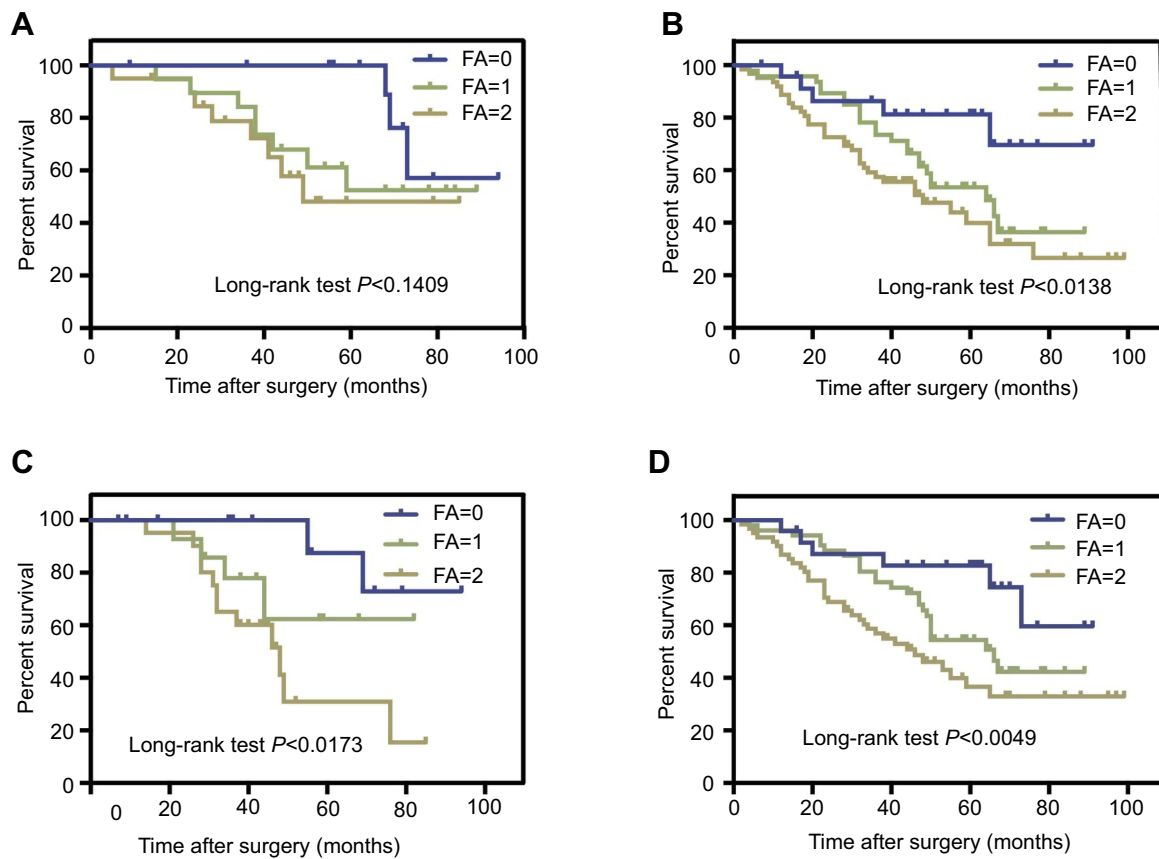 A
Percent survival
100
80
60
40
20
0
FA=0
FA=1
FA=2
Long-rank test P<0.1409
0 20 40 60 80 100
Time after surgery (months)
B
Percent survival
100
80
60
40
20
0
FA=0
FA=1
FA=2
Long-rank test P<0.0138
0 20 40 60 80 100
Time after surgery (months)
C
Percent survival
100
80
60
40
20
0
FA=0
FA=1
FA=2
Long-rank test P<0.0173
0 20 40 60 80 100
Time after surgery (months)
D
Percent survival
100
80
60
40
20
0
FA=0
FA=1
FA=2
Long-rank test P<0.0049
0 20 40 60 80 100
Time after surgery (months)